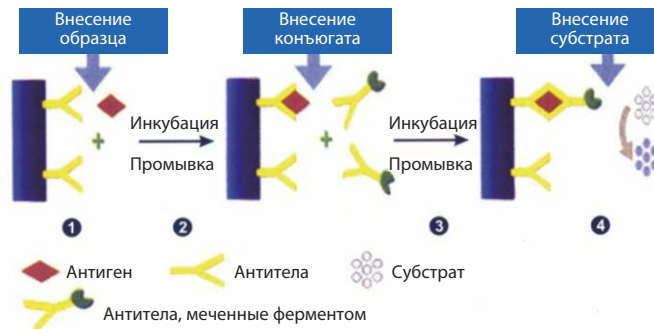 Внесение
образца
Внесение
конъюгата
Внесение
субстрата
Инкубация
Промывка
Инкубация
Промывка
1
2
3
4
Антиген
Антитела
Субстрат
Антитела, меченные ферментом